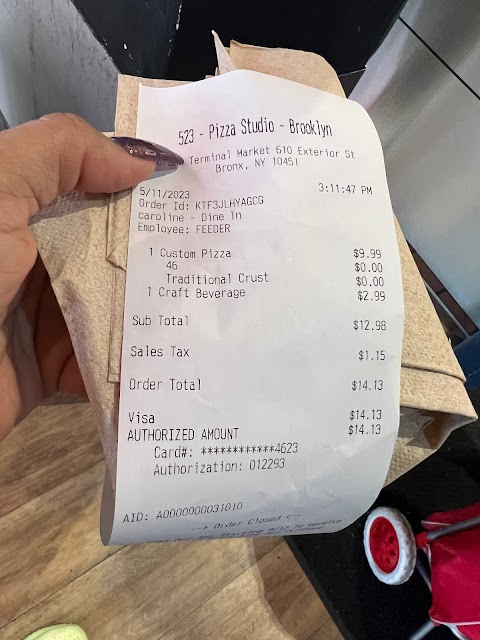 523 - Pizza Studio - Brooklyn
Terminal Market 610 Exterior St
Bronx, NY 10451
5/11/2023 3:11:47 PM
Order Id: KTF3JLHYAGCG
caroline - Dine In
Employee: FEEDER
1 Custom Pizza $9.99
46 $0.00
Traditional Crust $0.00
1 Craft Beverage $2.99
Sub Total $12.98
Sales Tax $1.15
Order Total $14.13
Visa $14.13
AUTHORIZED AMOUNT $14.13
Card#: ************4623
Authorization: 012293
AID: A0000000031010
--> Order Closed <--